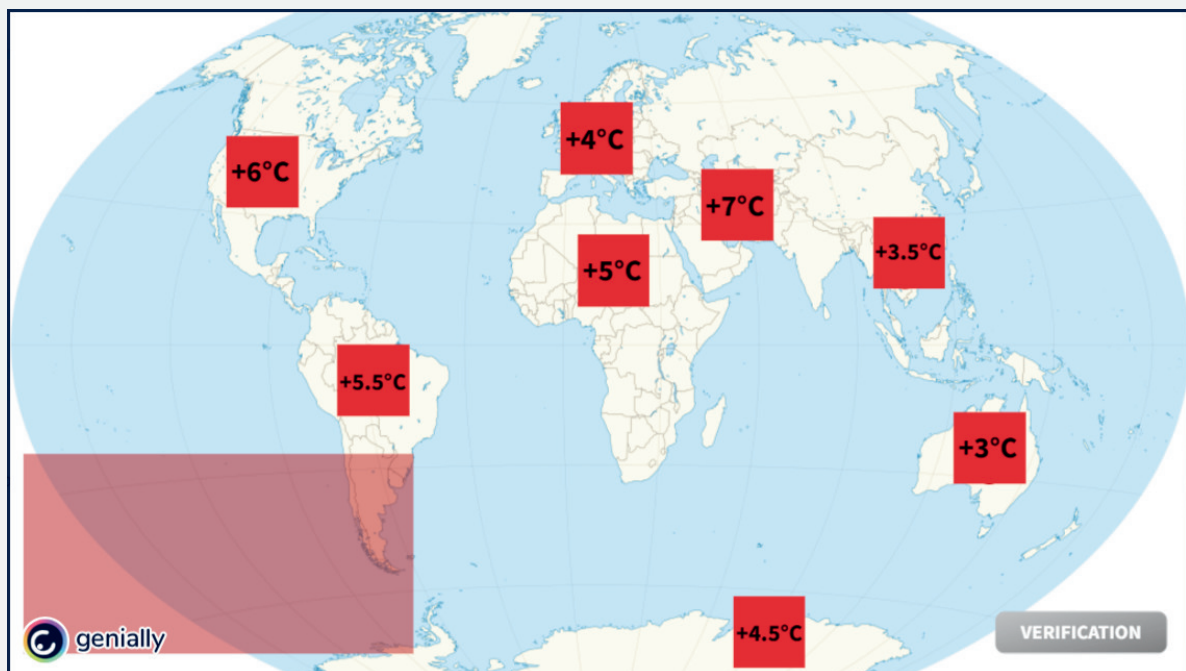 +4°C
+6°C
+7°C
+3.5°C
+5°C
+5.5°C
+3°C
+4.5°C
genially
VERIFICATION